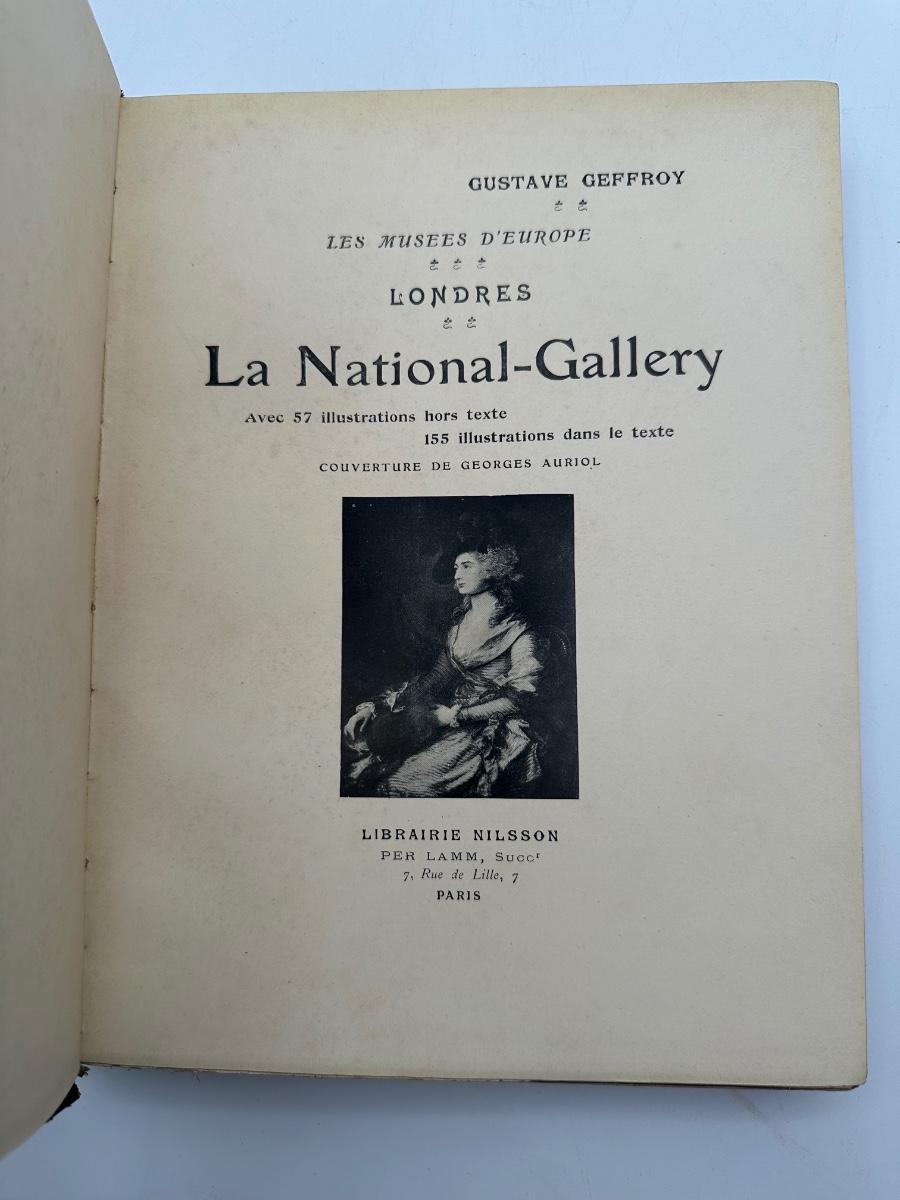 GUSTAVE GEFFROY
LES MUSEES D'EUROPE
LONDRES
La National-Gallery
Avec 57 illustrations hors texte
155 illustrations dans le texte
COUVERTURE DE GEORGES AURIOL
LIBRAIRIE NILSSON
PER LAMM, Succʳ
7, Rue de Lille, 7
PARIS